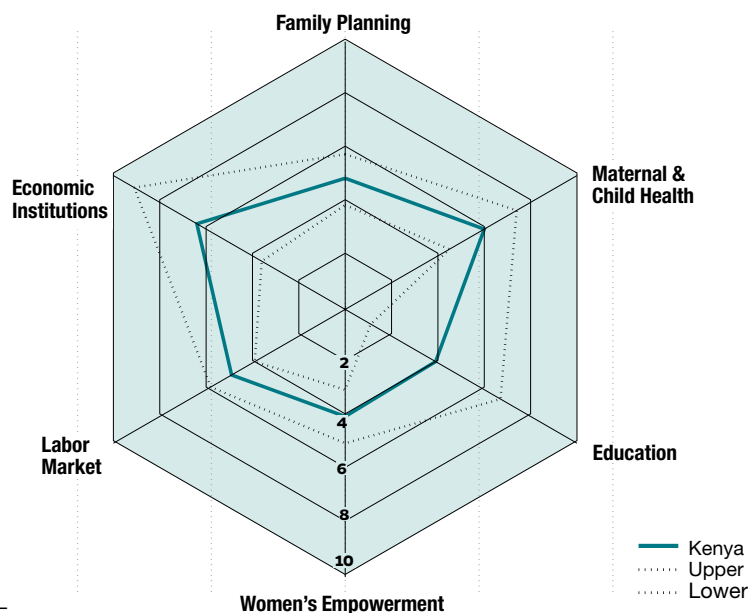 Family Planning
Economic
Institutions
Maternal &
Child Health
2
4
6
8
10
Labor
Market
Education
Women's Empowerment
Kenya
Upper
Lower